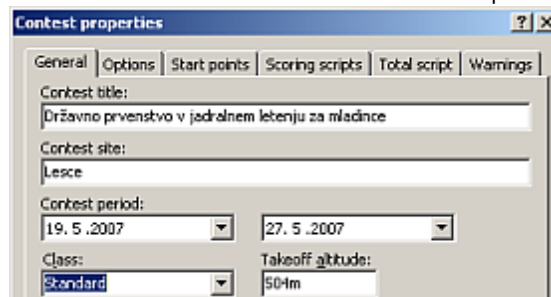 Contest properties
General Options Start points Scoring scripts Total script Warnings
Contest title:
Državno prvenstvo v jadralnem letenju za mladince
Contest site:
Lesce
Contest period:
19. 5 .2007 27. 5 .2007
Class: Takeoff altitude:
Standard 504m